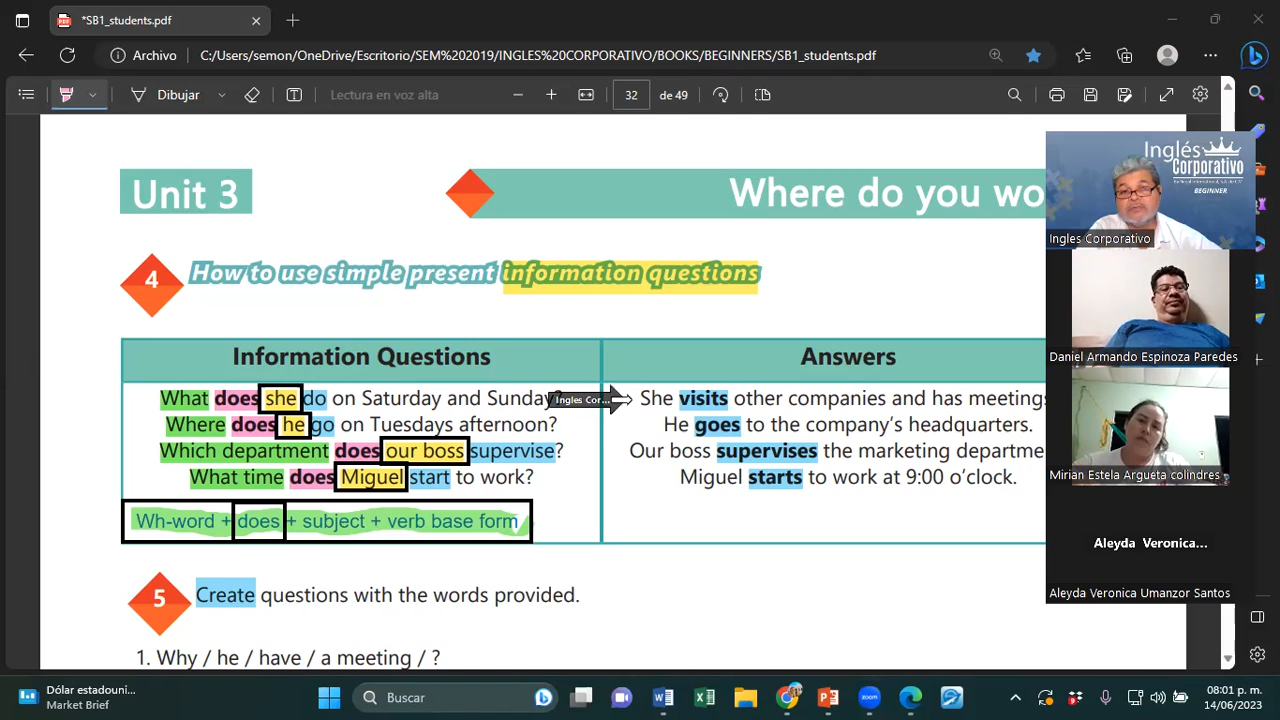 *SB1_students.pdf
Archivo
C:/Users/semon/OneDrive/Escritorio/SEM%202019/INGLES%20CORPORATIVO/BOOKS/BEGINNERS/SB1_students.pdf
Dibujar
Lectura en voz alta
32
de 49
Unit 3
Where do you wo
4 How to use simple present information questions
Information Questions
Answers
What does she do on Saturday and Sunday?
Ingles Cor...
She visits other companies and has meetings
Where does he go on Tuesdays afternoon?
He goes to the company's headquarters.
Which department does our boss supervise?
Our boss supervises the marketing departme
What time does Miguel start to work?
Miguel starts to work at 9:00 o'clock.
Wh-word + does + subject + verb base form
5 Create questions with the words provided.
1. Why / he / have / a meeting / ?
Inglés
Corporativo
BEGINNER
Ingles Corporativo
Daniel Armando Espinoza Paredes
Mirian Estela Argueta colindres
Aleyda Veronica...
Aleyda Veronica Umanzor Santos
Dólar estadouni...
Market Brief
Buscar
08:01 p. m.
14/06/2023